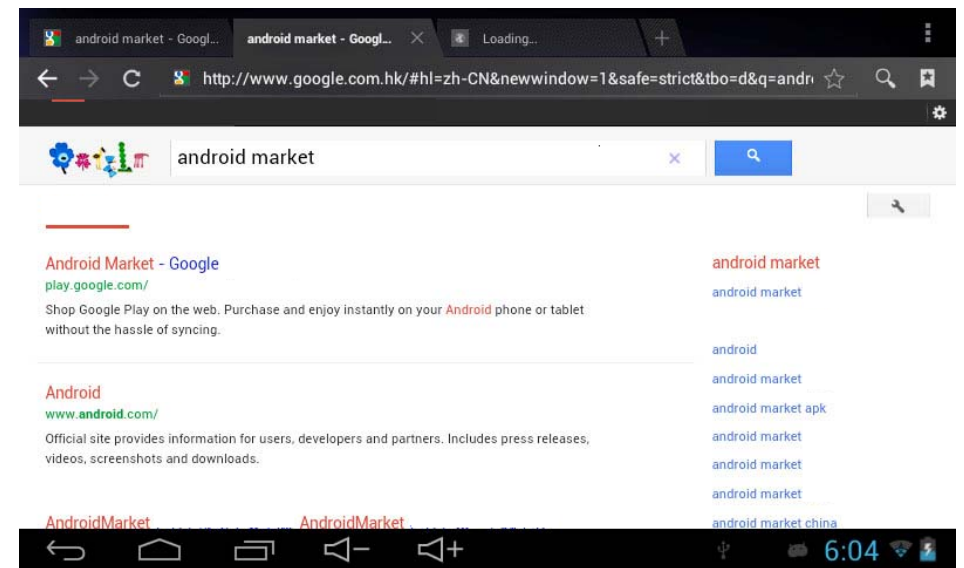 android market - Googl...
android market - Googl...
Loading...
http://www.google.com.hk/#hl=zh-CN&newwindow=1&safe=strict&tbo=d&q=andr
android market
Android Market - Google
play.google.com/
Shop Google Play on the web. Purchase and enjoy instantly on your Android phone or tablet
without the hassle of syncing.
Android
www.android.com/
Official site provides information for users, developers and partners. Includes press releases,
videos, screenshots and downloads.
AndroidMarket AndroidMarket
android market
android market
android
android market
android market apk
android market
android market
android market
android market china
6:04